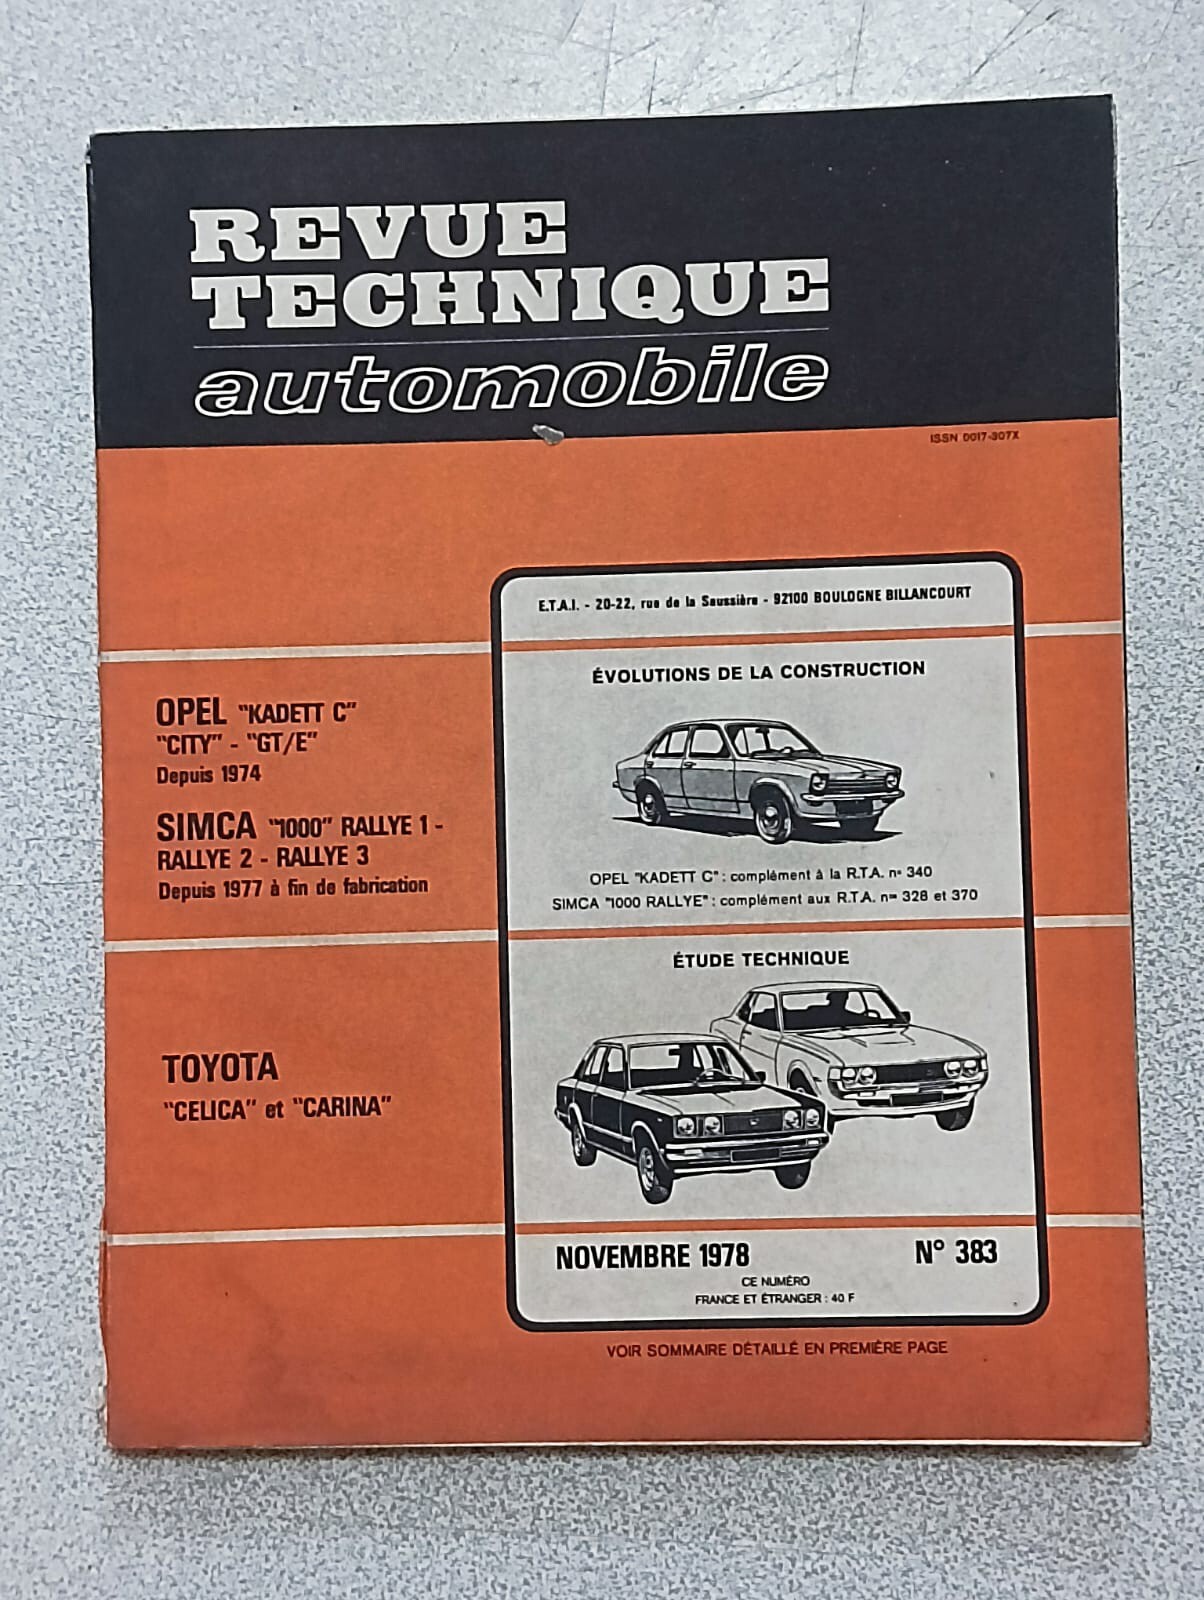 REVUE
TECHNIQUE
automobile
ISSN 0017-307X
E.T.A.I. - 20-22, rue de la Saussière - 92100 BOULOGNE BILLANCOURT
ÉVOLUTIONS DE LA CONSTRUCTION
OPEL "KADETT C"
"CITY" - "GT/E"
Depuis 1974
SIMCA "1000" RALLYE 1 -
RALLYE 2 - RALLYE 3
Depuis 1977 à fin de fabrication
OPEL "KADETT C" : complément à la R.T.A. n° 340
SIMCA "1000 RALLYE" : complément aux R.T.A. nos 328 et 370
ÉTUDE TECHNIQUE
TOYOTA
"CELICA" et "CARINA"
NOVEMBRE 1978 N° 383
CE NUMÉRO
FRANCE ET ÉTRANGER : 40 F
VOIR SOMMAIRE DÉTAILLÉ EN PREMIÈRE PAGE